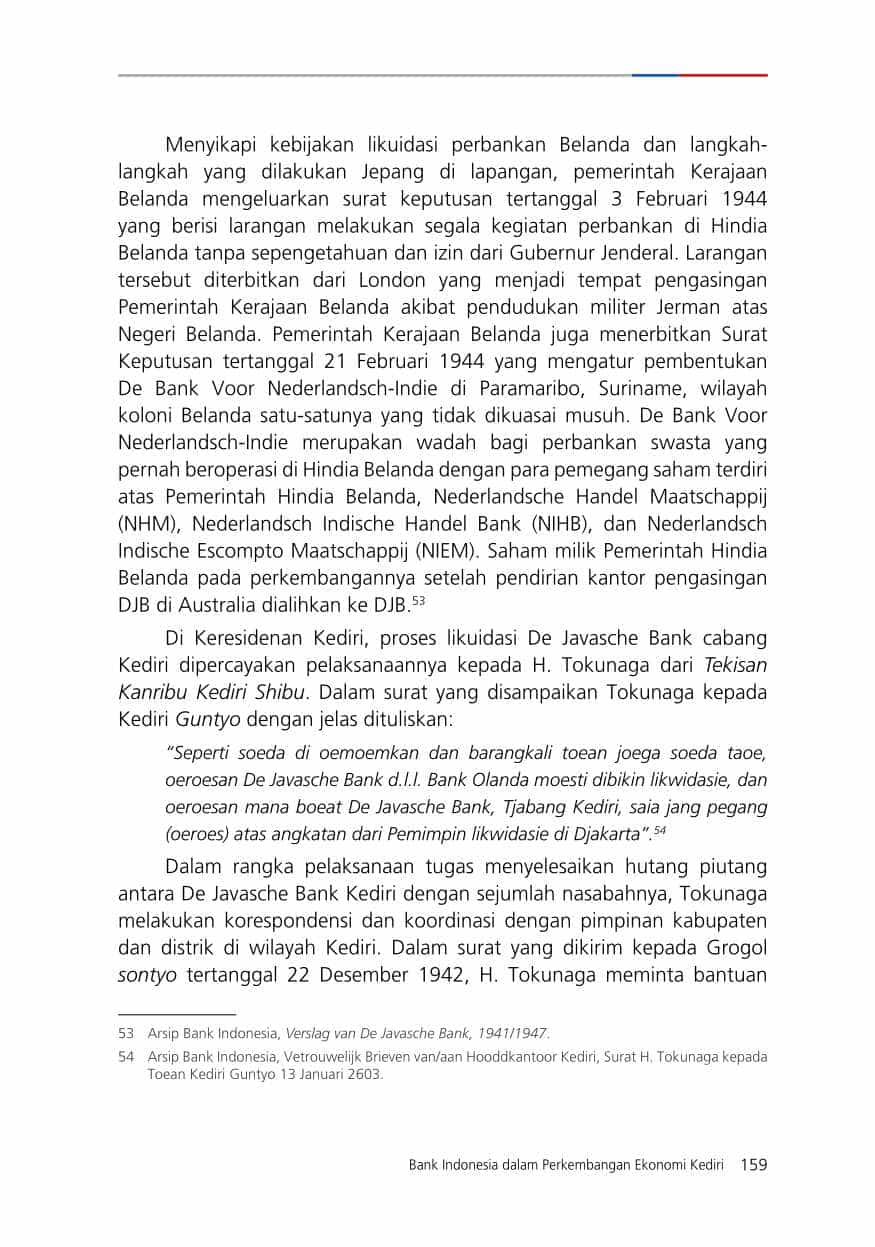 Menyikapi kebijakan likuidasi perbankan Belanda dan langkah-
langkah yang dilakukan Jepang di lapangan, pemerintah Kerajaan
Belanda mengeluarkan surat keputusan tertanggal 3 Februari 1944
yang berisi larangan melakukan segala kegiatan perbankan di Hindia
Belanda tanpa sepengetahuan dan izin dari Gubernur Jenderal. Larangan
tersebut diterbitkan dari London yang menjadi tempat pengasingan
Pemerintah Kerajaan Belanda akibat pendudukan militer Jerman atas
Negeri Belanda. Pemerintah Kerajaan Belanda juga menerbitkan Surat
Keputusan tertanggal 21 Februari 1944 yang mengatur pembentukan
De Bank Voor Nederlandsch-Indie di Paramaribo, Suriname, wilayah
koloni Belanda satu-satunya yang tidak dikuasai musuh. De Bank Voor
Nederlandsch-Indie merupakan wadah bagi perbankan swasta yang
pernah beroperasi di Hindia Belanda dengan para pemegang saham terdiri
atas Pemerintah Hindia Belanda, Nederlandsche Handel Maatschappij
(NHM), Nederlandsch Indische Handel Bank (NIHB), dan Nederlandsch
Indische Escompto Maatschappij (NIEM). Saham milik Pemerintah Hindia
Belanda pada perkembangannya setelah pendirian kantor pengasingan
DJB di Australia dialihkan ke DJB.53
Di Keresidenan Kediri, proses likuidasi De Javasche Bank cabang
Kediri dipercayakan pelaksanaannya kepada H. Tokunaga dari Tekisan
Kanribu Kediri Shibu. Dalam surat yang disampaikan Tokunaga kepada
Kediri Guntyo dengan jelas dituliskan:
“Seperti soeda di oemoemkan dan barangkali toean joega soeda taoe,
oeroesan De Javasche Bank d.l.l. Bank Olanda moesti dibikin likwidasie, dan
oeroesan mana boeat De Javasche Bank, Tjabang Kediri, saia jang pegang
(oeroes) atas angkatan dari Pemimpin likwidasie di Djakarta”.54
Dalam rangka pelaksanaan tugas menyelesaikan hutang piutang
antara De Javasche Bank Kediri dengan sejumlah nasabahnya, Tokunaga
melakukan korespondensi dan koordinasi dengan pimpinan kabupaten
dan distrik di wilayah Kediri. Dalam surat yang dikirim kepada Grogol
sontyo tertanggal 22 Desember 1942, H. Tokunaga meminta bantuan
53 Arsip Bank Indonesia, Verslag van De Javasche Bank, 1941/1947.
54 Arsip Bank Indonesia, Vetrouwelijk Brieven van/aan Hooddkantoor Kediri, Surat H. Tokunaga kepada
Toean Kediri Guntyo 13 Januari 2603.
Bank Indonesia dalam Perkembangan Ekonomi Kediri 159